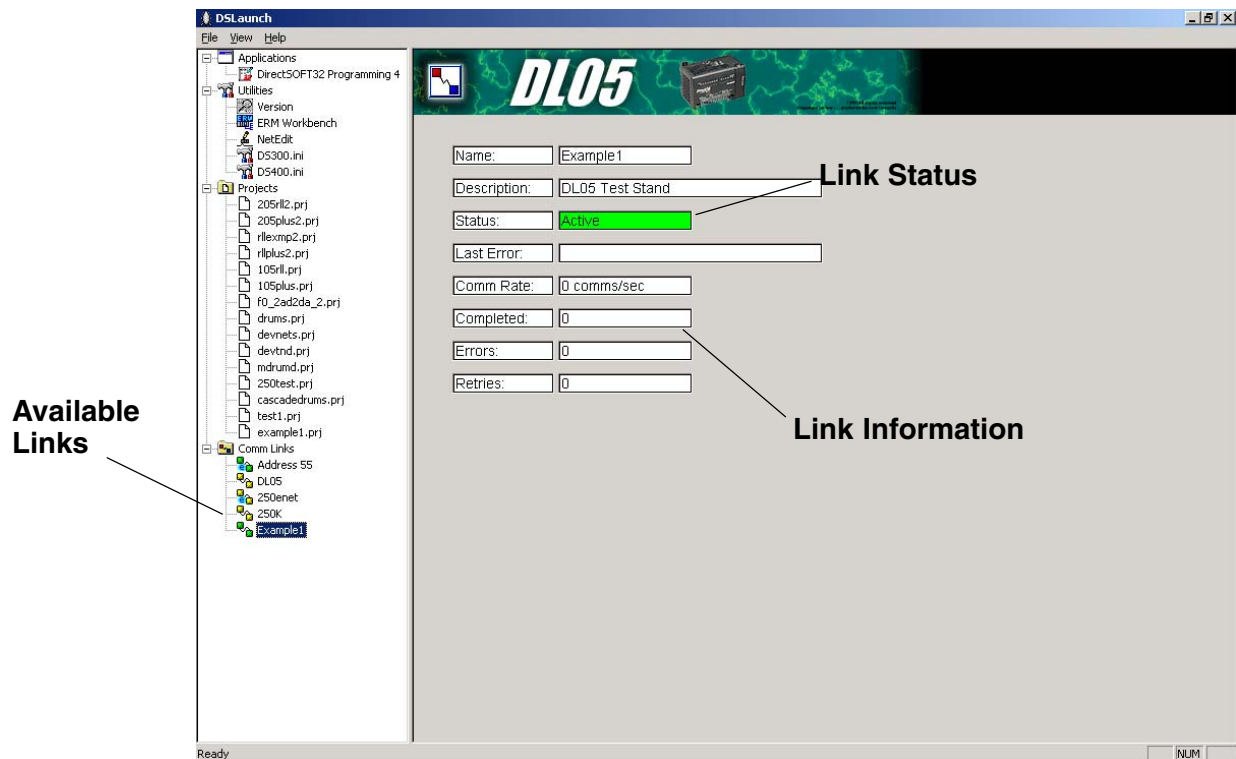 DSLaunch
File View Help
Applications
DirectSOFT32 Programming 4
Utilities
Version
ERM Workbench
NetEdit
DS300.ini
DS400.ini
Projects
205rll2.prj
205plus2.prj
rllexmp2.prj
rllplus2.prj
105rll.prj
105plus.prj
f0_2ad2da_2.prj
drums.prj
devnets.prj
devtnd.prj
mdrumd.prj
250test.prj
cascadedrums.prj
test1.prj
example1.prj
Comm Links
Address 55
DL05
250enet
250K
Example1
DL05
Name: Example1
Description: DL05 Test Stand
Status: Active
Last Error:
Comm Rate: 0 comms/sec
Completed: 0
Errors: 0
Retries: 0
Link Status
Link Information
Available
Links
Ready
NUM